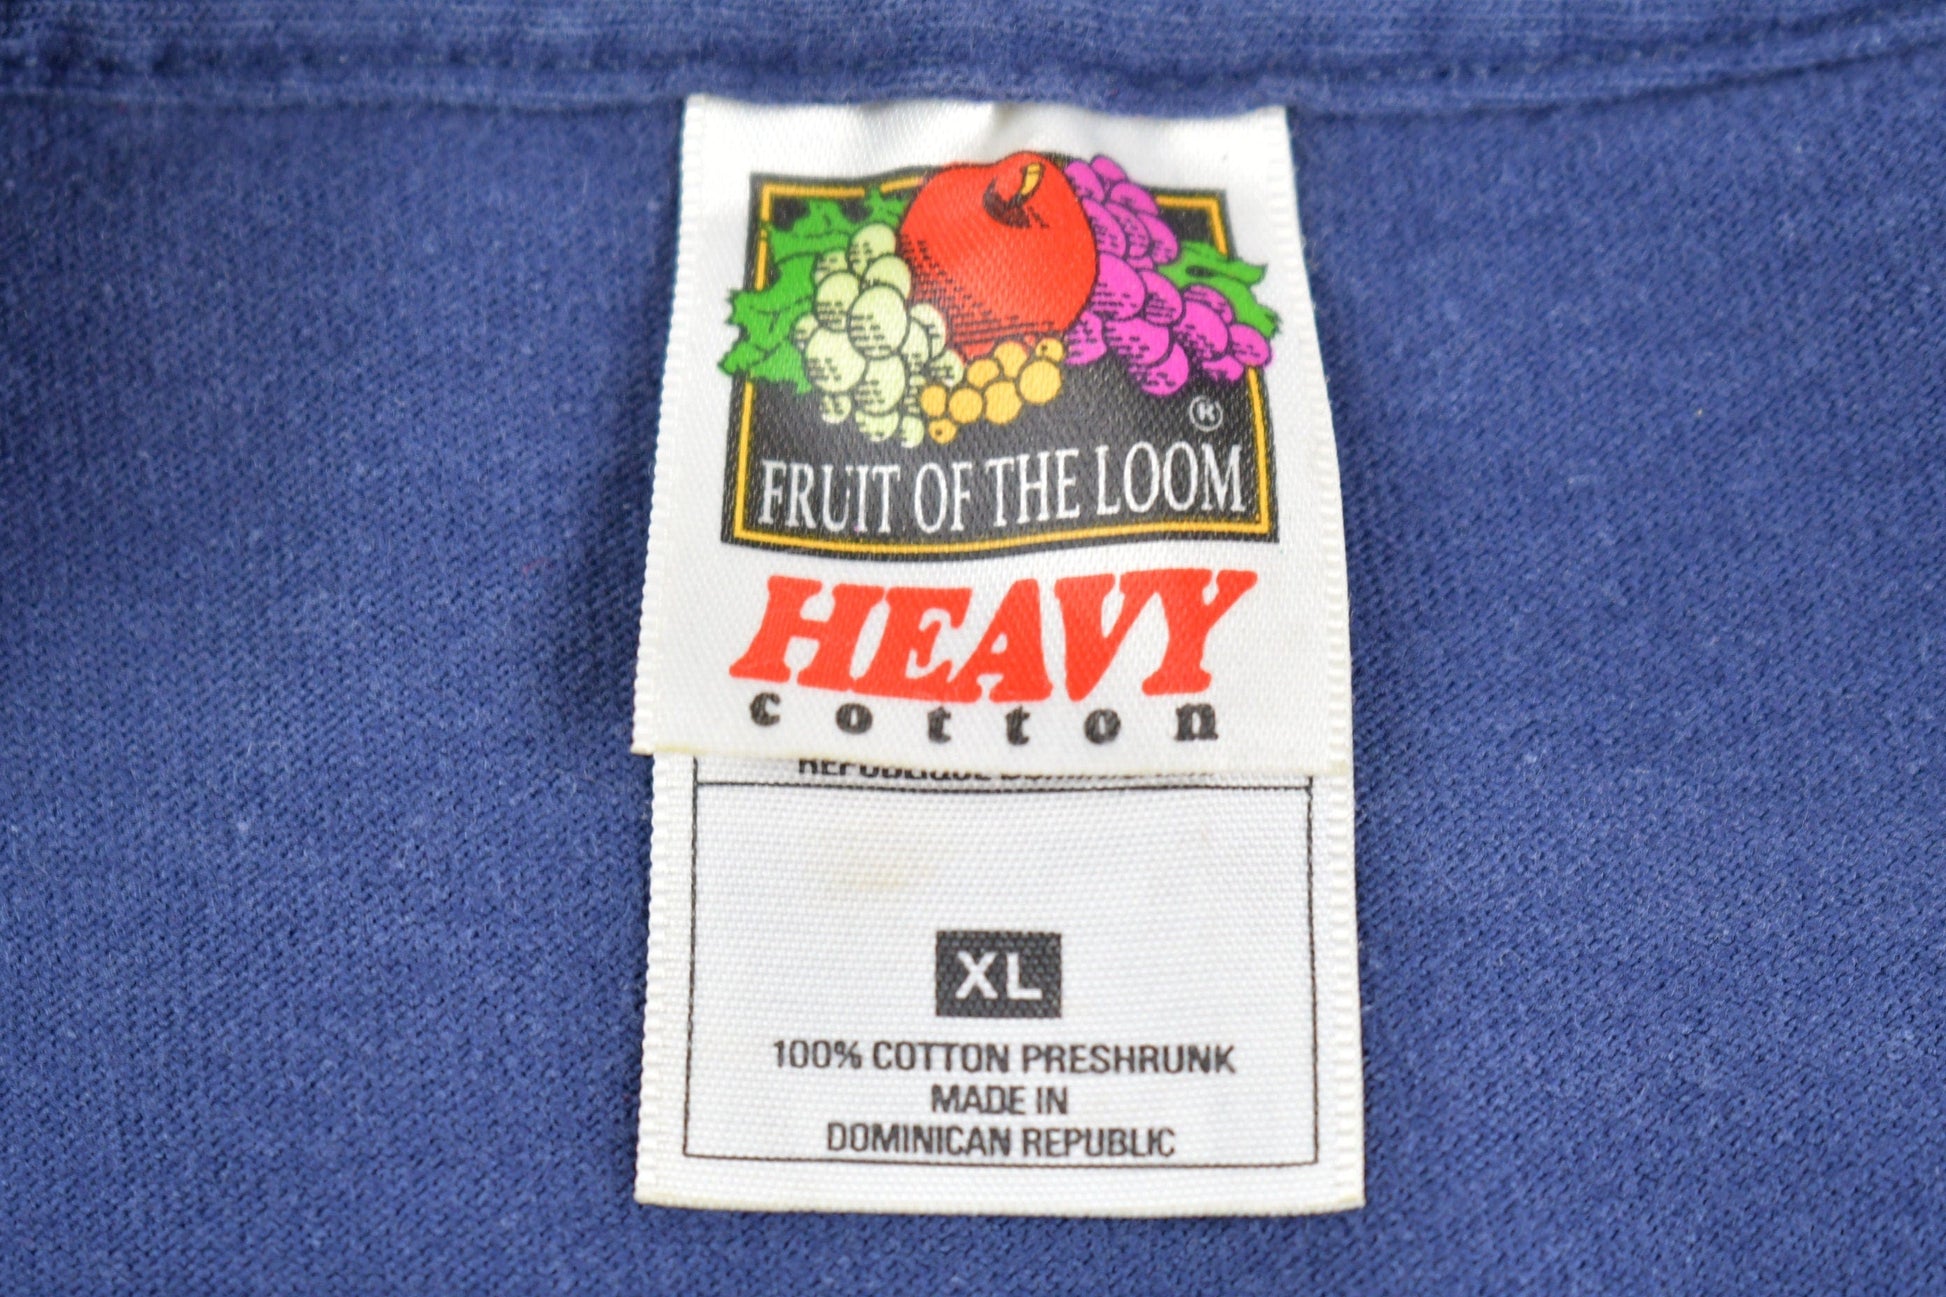 ®
FRUIT OF THE LOOM
HEAVY
cotton
XL
100% COTTON PRESHRUNK
MADE IN
DOMINICAN REPUBLIC